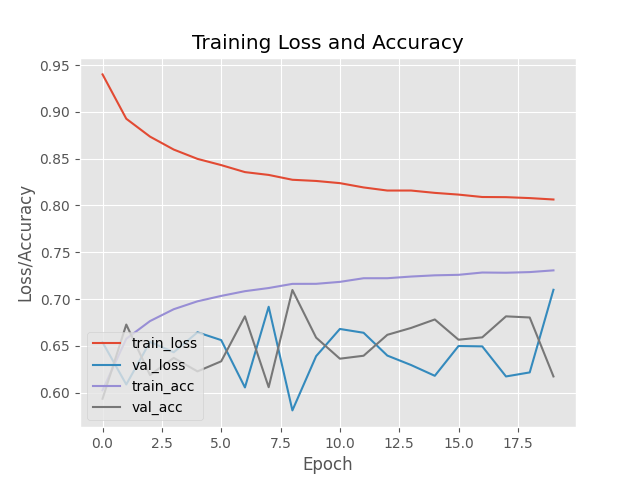 Training Loss and Accuracy
Loss/Accuracy
0.95
0.90
0.85
0.80
0.75
0.70
0.65
0.60
train_loss
val_loss
train_acc
val_acc
0.0 2.5 5.0 7.5 10.0 12.5 15.0 17.5
Epoch